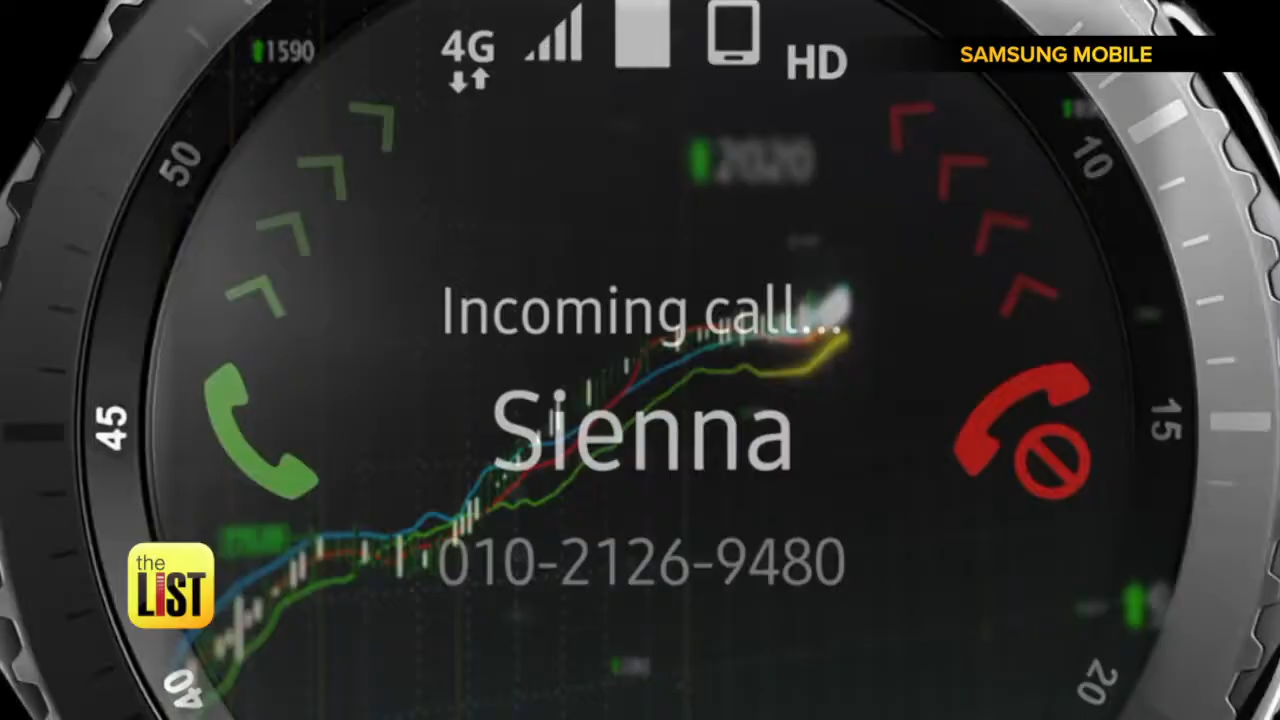 1590
4G
HD
SAMSUNG MOBILE
50
10
2020
Incoming call...
Sienna
45
15
010-2126-9480
the
LIST
40
20